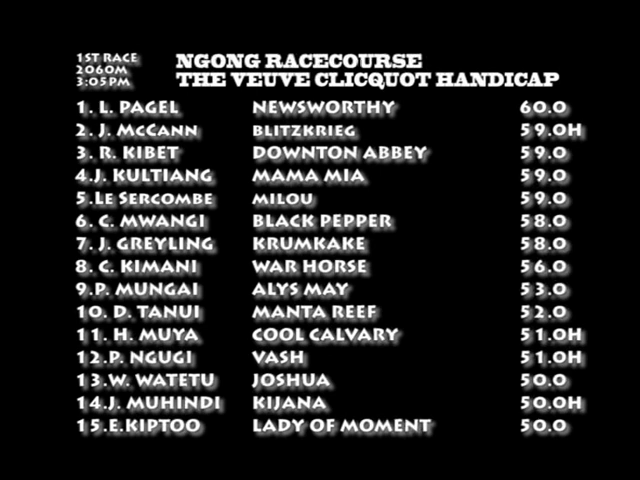 1ST RACE
2060M
3:05PM
NGONG RACECOURSE
THE VEUVE CLICQUOT HANDICAP
1. L. PAGEL NEWSWORTHY 60.0
2. J. McCANN BLITZKRIEG 59.0H
3. R. KIBET DOWNTON ABBEY 59.0
4.J. KULTIANG MAMA MIA 59.0
5.LE SERCOMBE MILOU 59.0
6. C. MWANGI BLACK PEPPER 58.0
7. J. GREYLING KRUMKAKE 58.0
8. C. KIMANI WAR HORSE 56.0
9.P. MUNGAI ALYS MAY 53.0
10. D. TANUI MANTA REEF 52.0
11. H. MUYA COOL CALVARY 51.0H
12.P. NGUGI VASH 51.0H
13.W. WATETU JOSHUA 50.0
14.J. MUHINDI KIJANA 50.0H
15.E.KIPTOO LADY OF MOMENT 50.0